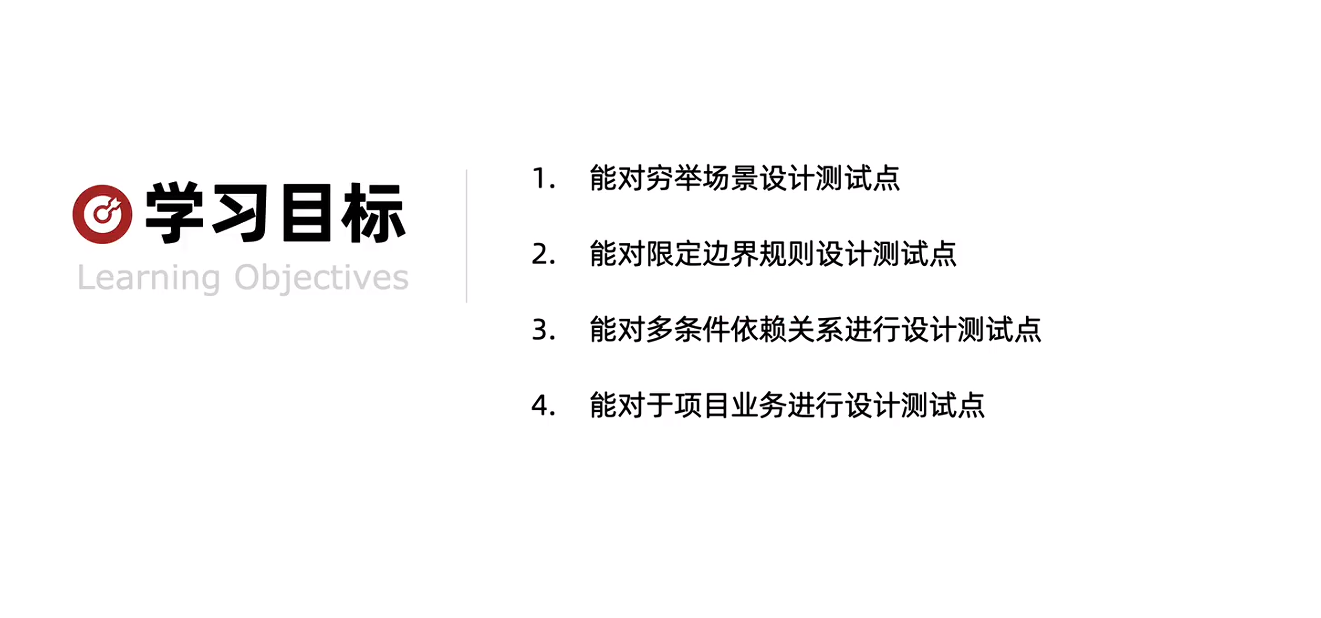 学习目标
Learning Objectives
1. 能对穷举场景设计测试点
2. 能对限定边界规则设计测试点
3. 能对多条件依赖关系进行设计测试点
4. 能对于项目业务进行设计测试点